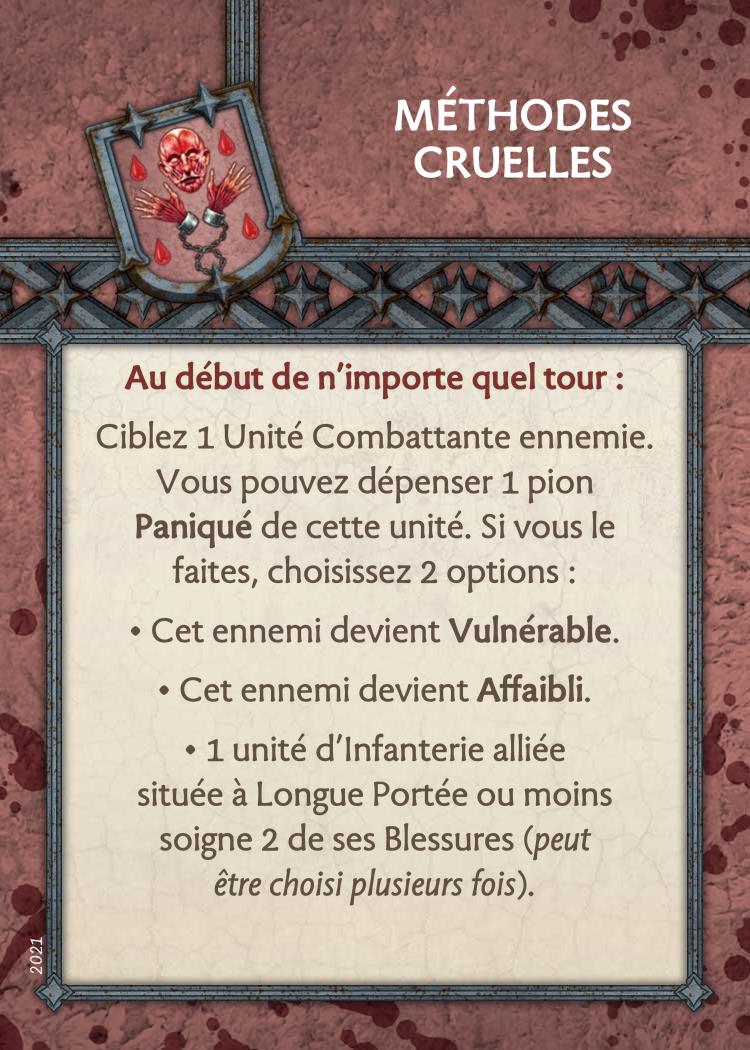 MÉTHODES
CRUELLES
Au début de n'importe quel tour :
Ciblez 1 Unité Combattante ennemie.
Vous pouvez dépenser 1 pion
Paniqué de cette unité. Si vous le
faites, choisissez 2 options :
• Cet ennemi devient Vulnérable.
• Cet ennemi devient Affaibli.
• 1 unité d'Infanterie alliée
située à Longue Portée ou moins
soigne 2 de ses Blessures (peut
être choisi plusieurs fois).
2021